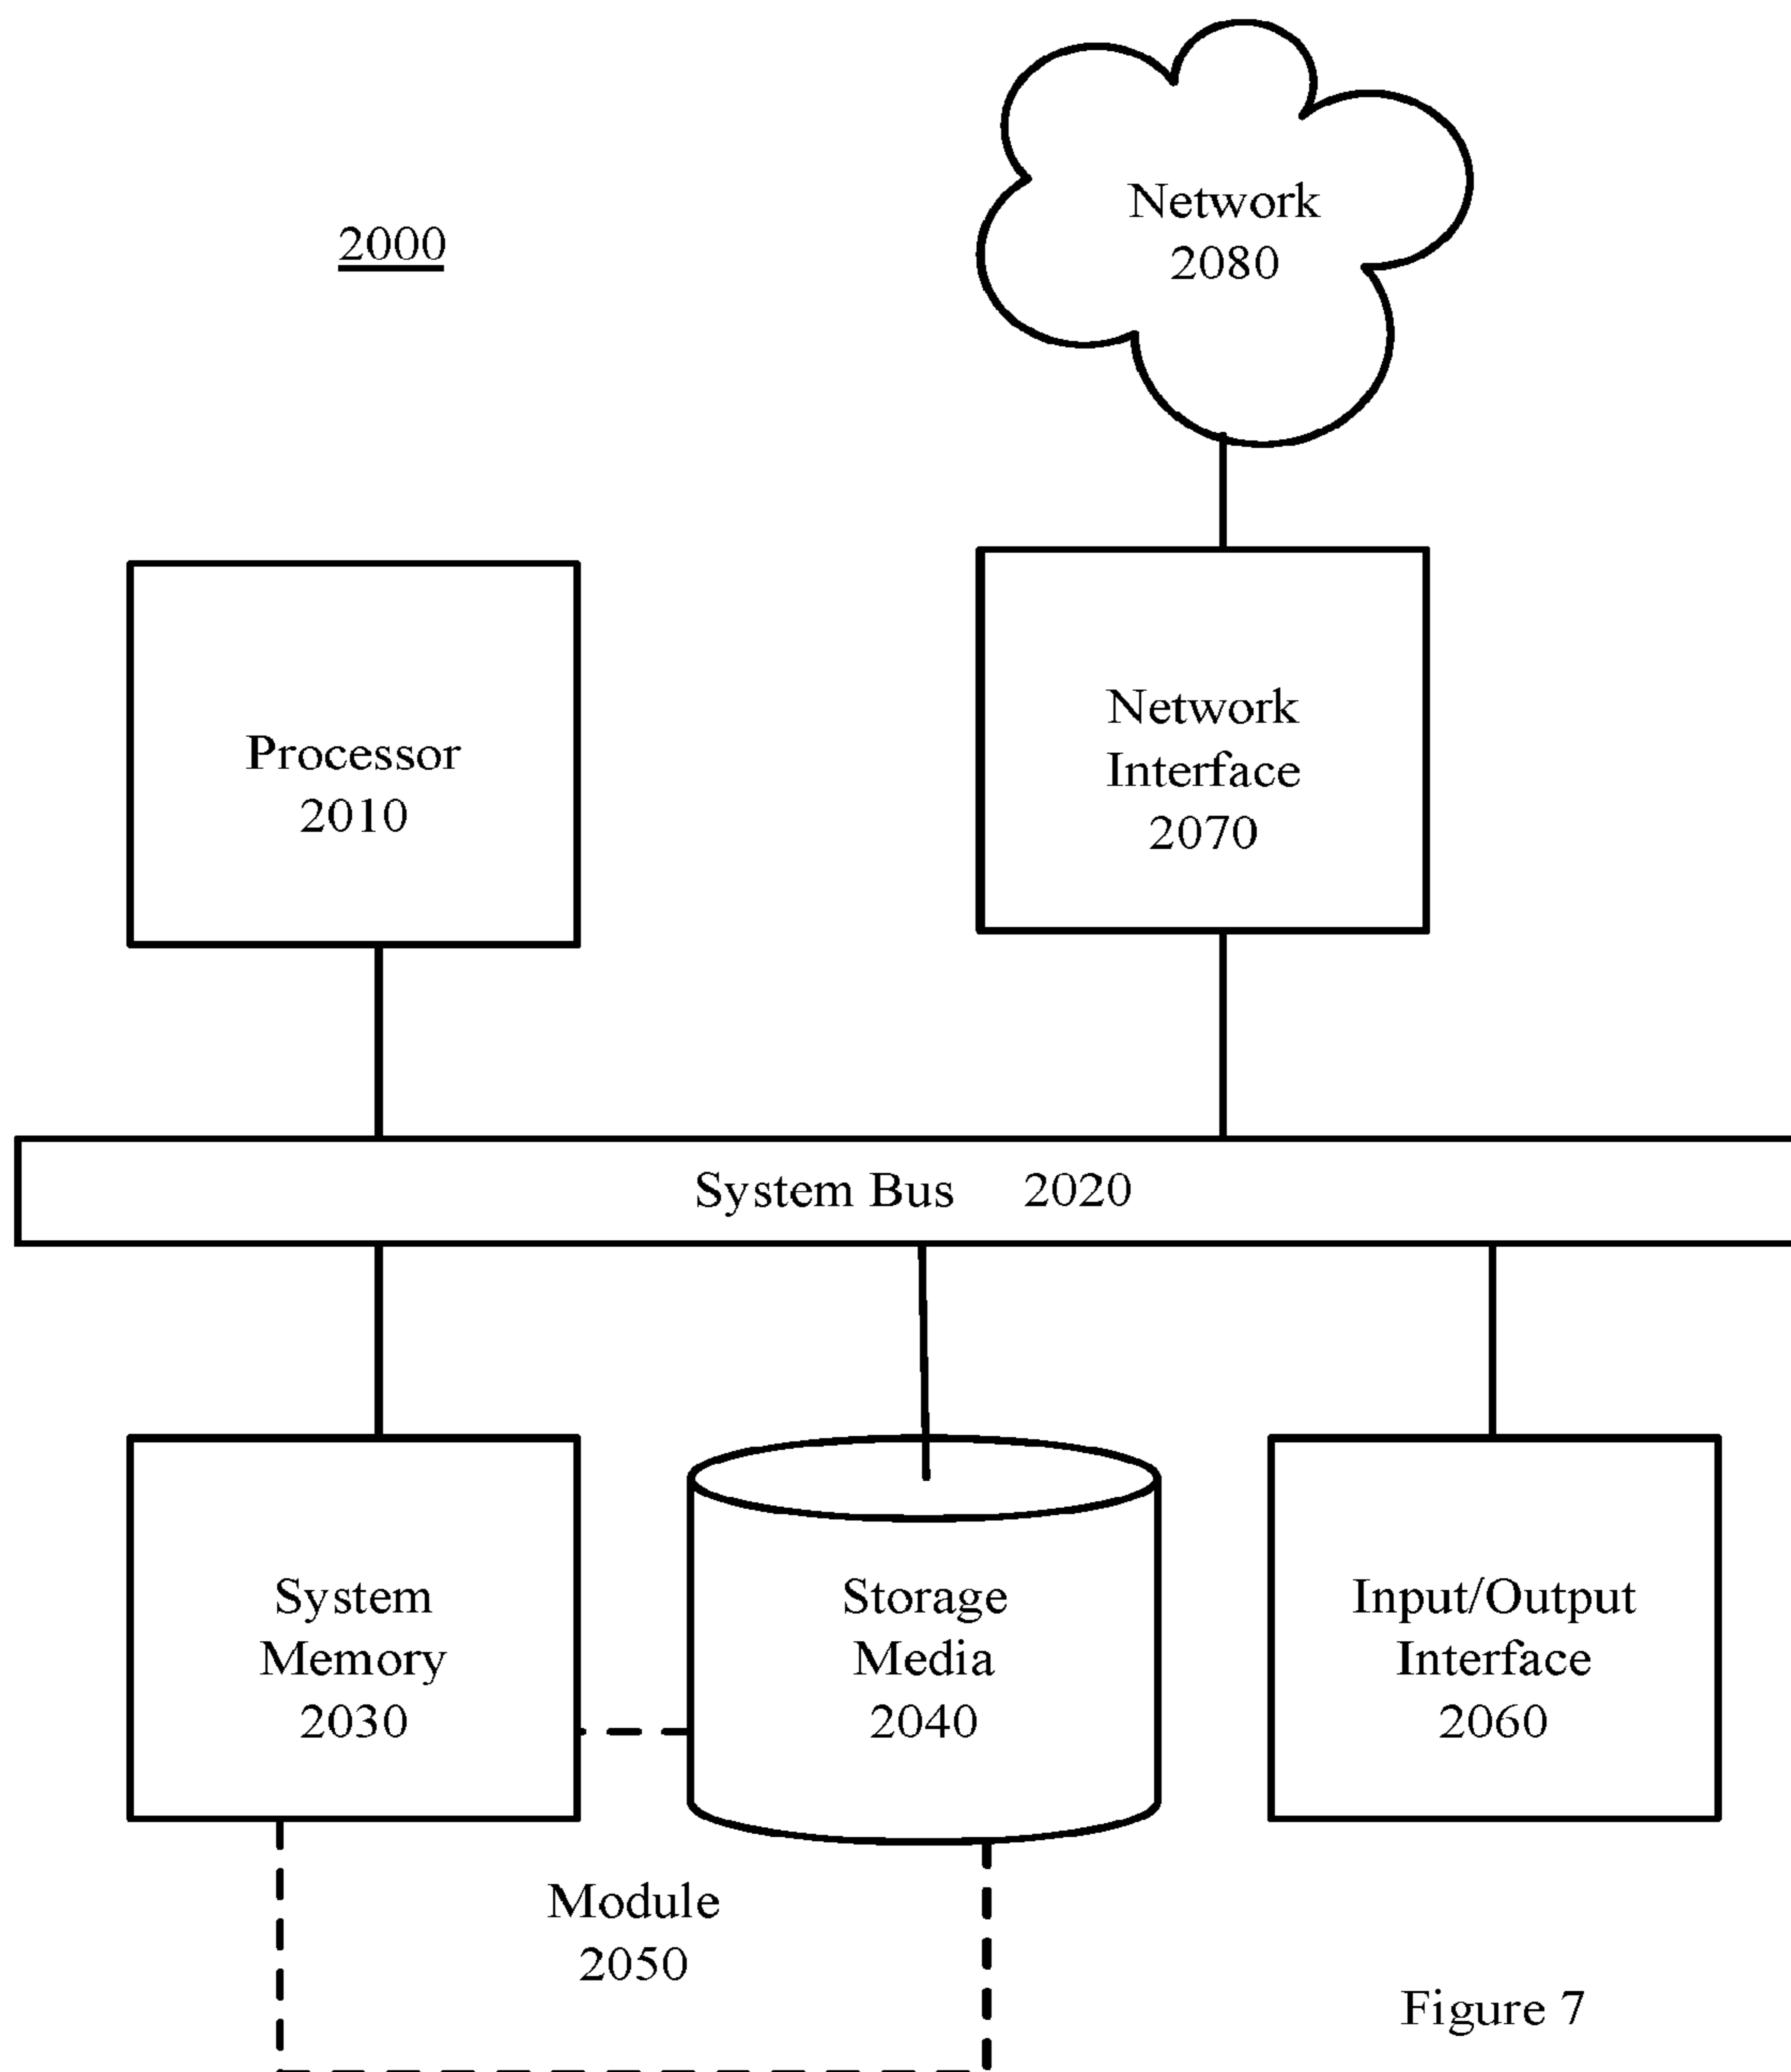 2000
Network
2080
Processor
2010
Network
Interface
2070
System Bus 2020
System
Memory
2030
Storage
Media
2040
Input/Output
Interface
2060
Module
2050
Figure 7